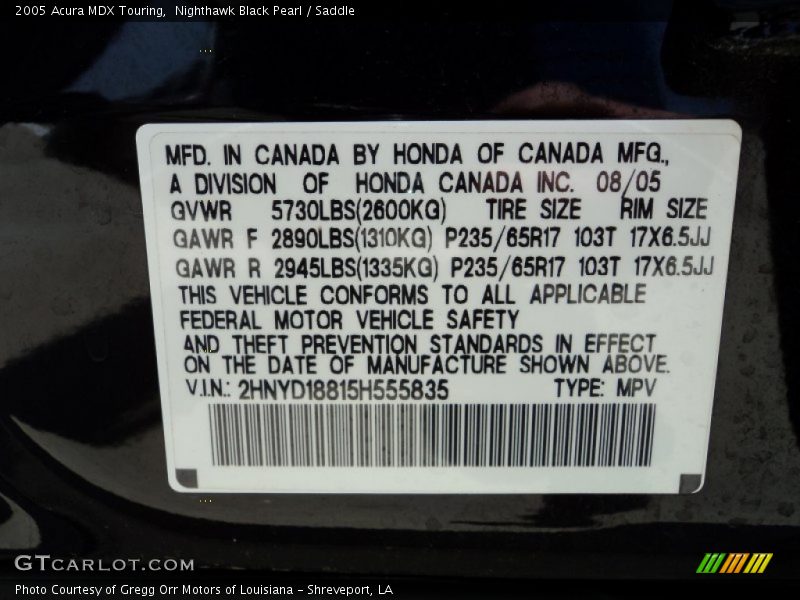 2005 Acura MDX Touring,  Nighthawk Black Pearl / Saddle
MFD. IN CANADA BY HONDA OF CANADA MFG.,
A DIVISION OF HONDA CANADA INC. 08/05
GVWR 5730LBS(2600KG) TIRE SIZE RIM SIZE
GAWR F 2890LBS(1310KG) P235/65R17 103T 17X6.5JJ
GAWR R 2945LBS(1335KG) P235/65R17 103T 17X6.5JJ
THIS VEHICLE CONFORMS TO ALL APPLICABLE
FEDERAL MOTOR VEHICLE SAFETY
AND THEFT PREVENTION STANDARDS IN EFFECT
ON THE DATE OF MANUFACTURE SHOWN ABOVE.
V.I.N.: 2HNYD18815H555835 TYPE: MPV
GTCARLOT.COM
Photo Courtesy of Gregg Orr Motors of Louisiana – Shreveport, LA